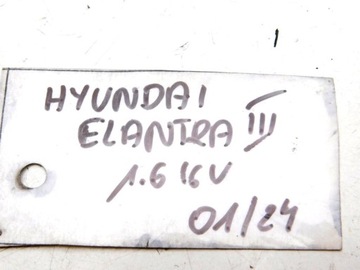 HYUNDAI
ELANTRA III
1.6 16V
01/24